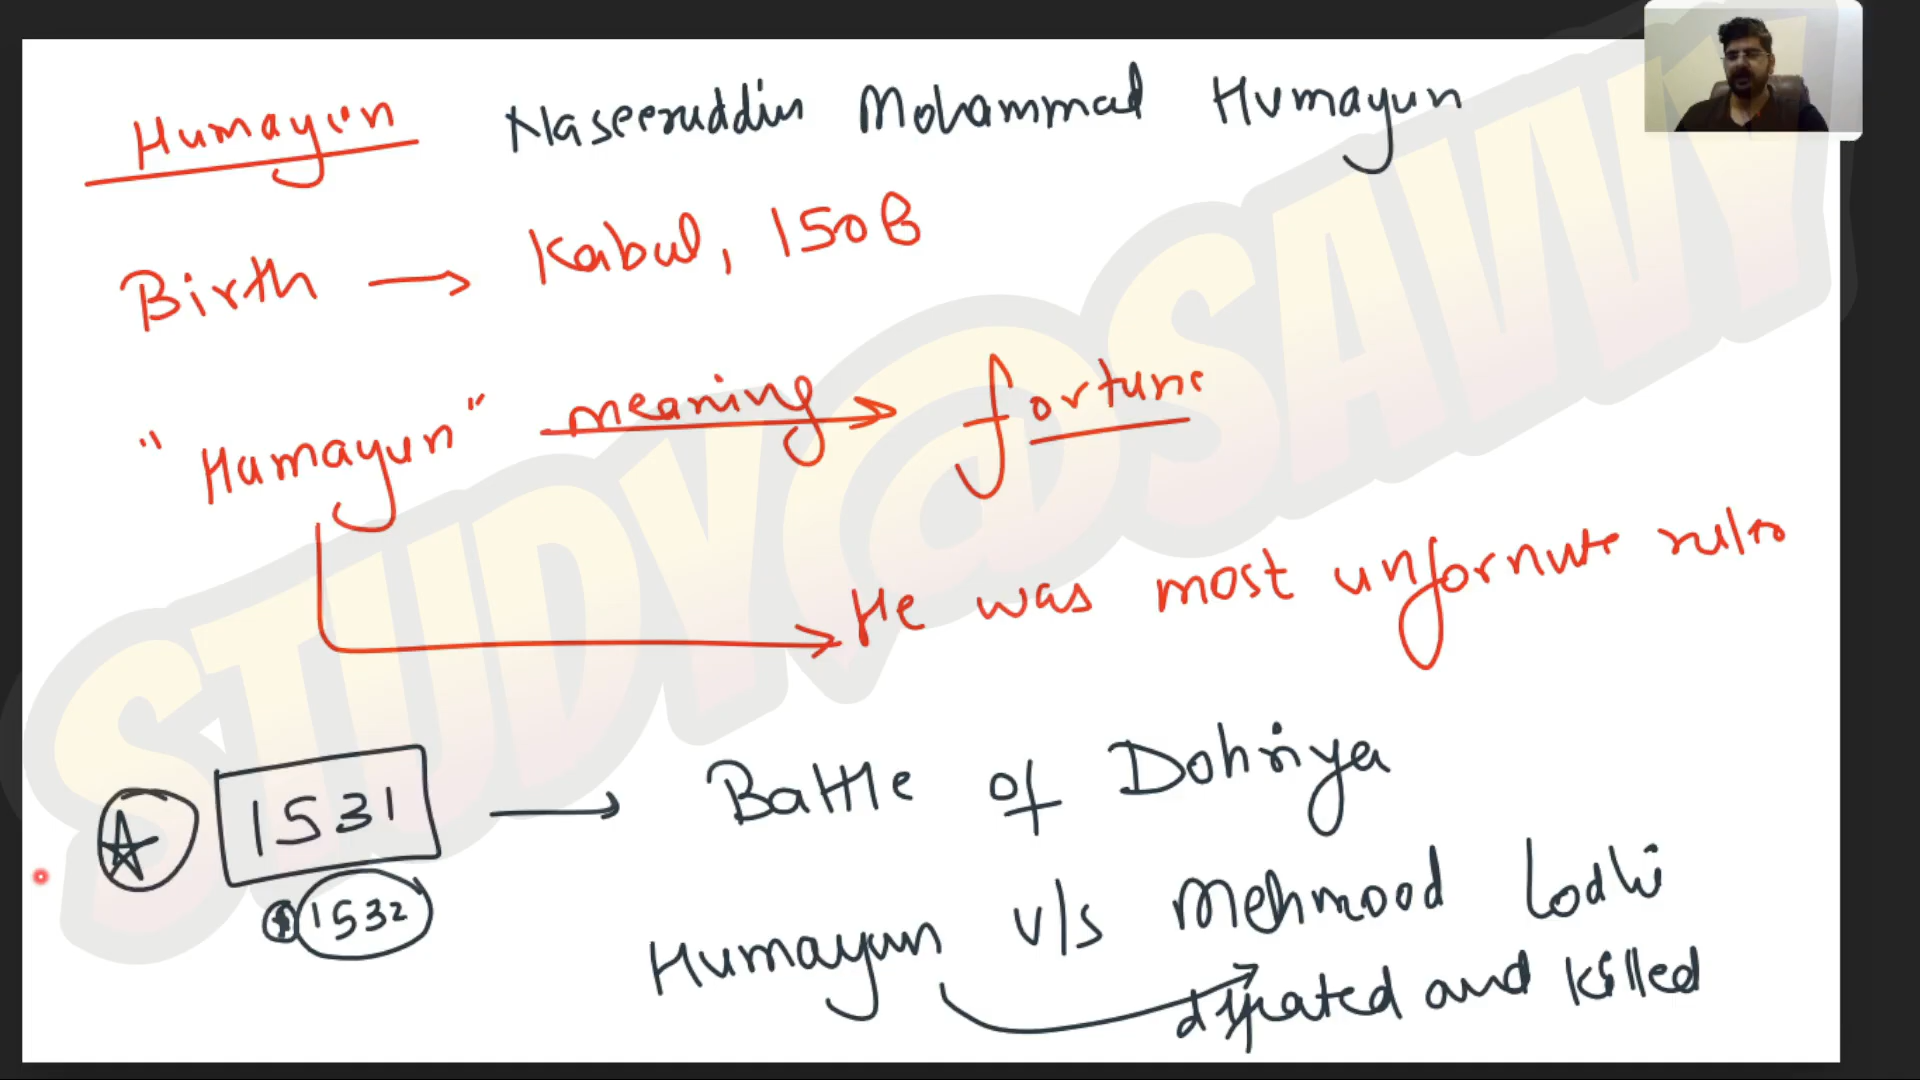 Humayun Naseeruddin Mohammad Humayun
Birth → Kabul, 1508
"Humayun" meaning → fortune
He was most unfornute ruler
1531 → Battle of Dohriya
1532
Humayun v/s Mehmood Lodhi
defeated and killed
STUDY@SAVVY